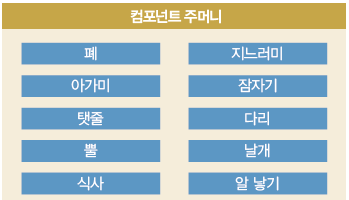 컴포넌트 주머니
폐 지느러미
아가미 잠자기
탯줄 다리
뿔 날개
식사 알 낳기